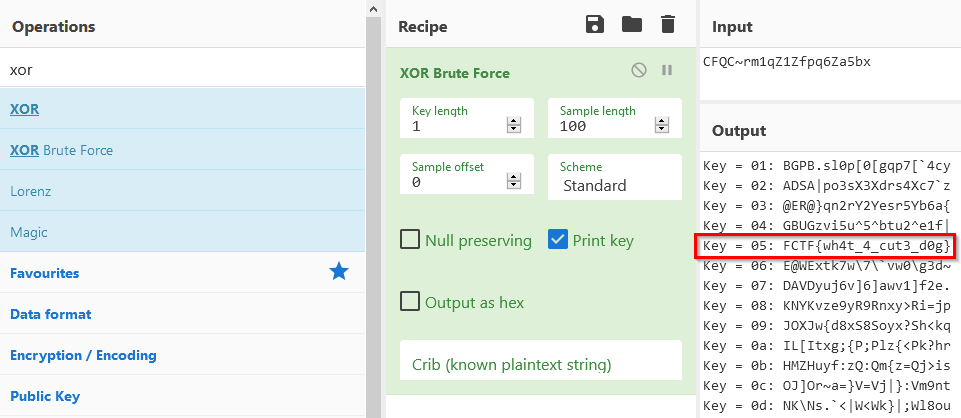 Operations
xor
XOR
XOR Brute Force
Lorenz
Magic
Favourites
Data format
Encryption / Encoding
Public Key
Recipe
XOR Brute Force
Key length
1
Sample length
100
Sample offset
0
Scheme
Standard
Null preserving
Print key
Output as hex
Crib (known plaintext string)
Input
CFQC~rm1qZ1Zfpq6Za5bx
Output
Key = 01: BGPB.sl0p[0[gqp7[`4cy
Key = 02: ADSA|po3sX3Xdrs4Xc7`z
Key = 03: @ER@}qn2rY2Yesr5Yb6a{
Key = 04: GBUGzvi5u^5^btu2^e1f|
Key = 05: FCTF{wh4t_4_cut3_d0g}
Key = 06: E@WExtk7w\7\`vw0\g3d~
Key = 07: DAVDyuj6v]6]awv1]f2e.
Key = 08: KNYKvze9yR9Rnxy>Ri=jp
Key = 09: JOXJw{d8xS8Soyx?Sh<kq
Key = 0a: IL[Itxg;{P;Plz{<Pk?hr
Key = 0b: HMZHuyf:zQ:Qm{z=Qj>is
Key = 0c: OJ]Or~a=}V=Vj|}:Vm9nt
Key = 0d: NK\Ns.`<|W<Wk}|;Wl8ou